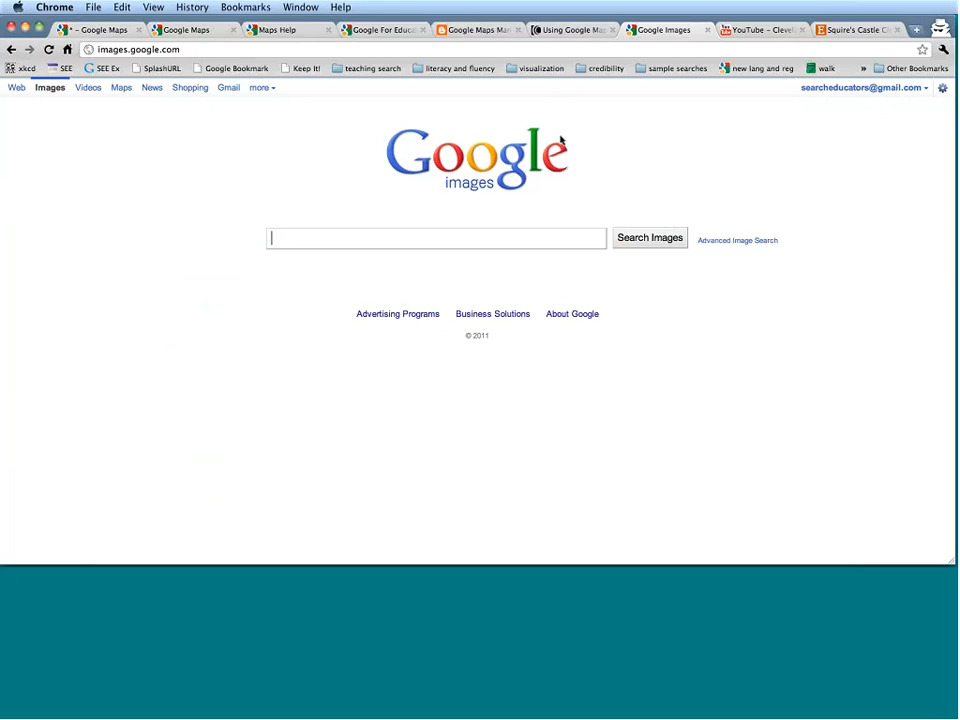 Chrome File Edit View History Bookmarks Window Help
* - Google Maps Google Maps Maps Help Google For Educa Google Maps Man Using Google Ma Google Images YouTube - Clevel Squire's Castle C
images.google.com
xkcd SEE SEE Ex SplashURL Google Bookmark Keep It! teaching search literacy and fluency visualization credibility sample searches new lang and reg walk » Other Bookmarks
Web Images Videos Maps News Shopping Gmail more searcheducators@gmail.com
Google
images
Search Images Advanced Image Search
Advertising Programs Business Solutions About Google
© 2011